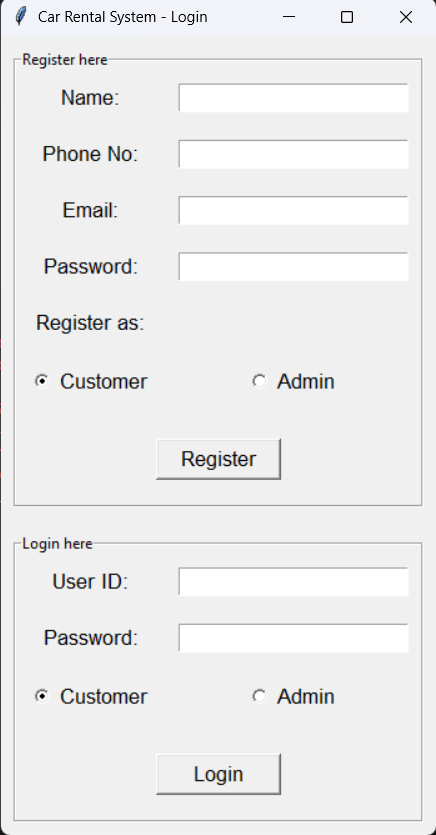 Car Rental System - Login
Register here
Name:
Phone No:
Email:
Password:
Register as:
Customer Admin
Register
Login here
User ID:
Password:
Customer Admin
Login